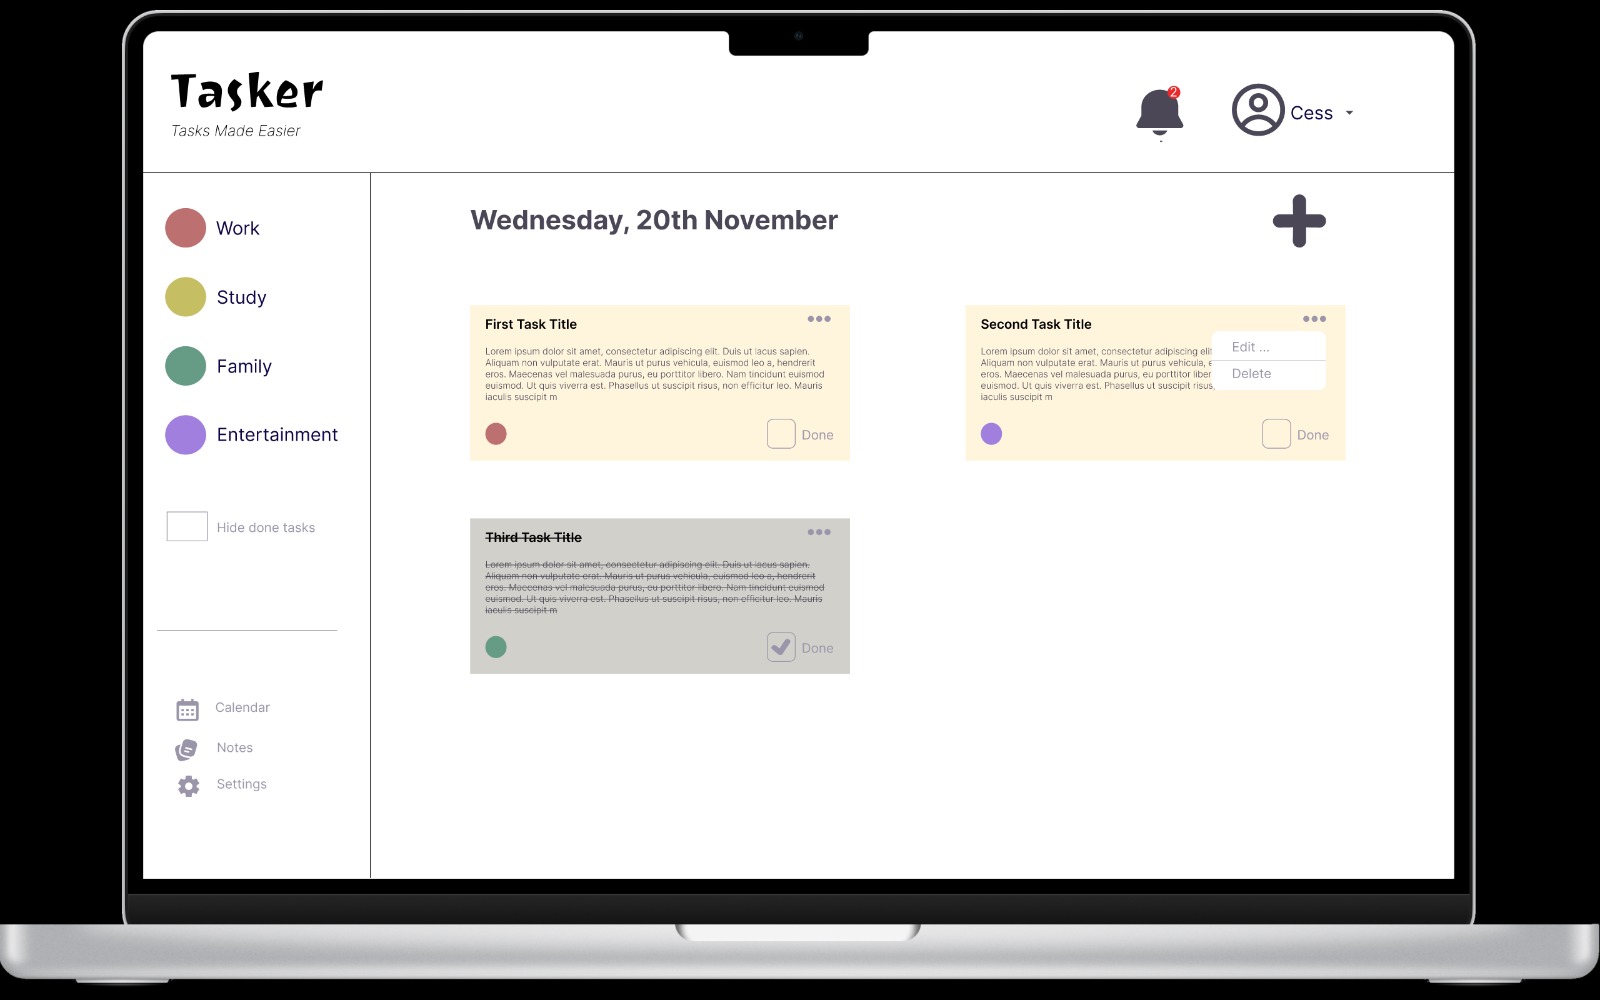 Tasker
Tasks Made Easier
2
Cess
Work
Study
Family
Entertainment
Hide done tasks
Calendar
Notes
Settings
Wednesday, 20th November
First Task Title
Lorem ipsum dolor sit amet, consectetur adipiscing elit. Duis ut lacus sapien.
Aliquam non vulputate erat. Mauris ut purus vehicula, euismod leo a, hendrerit
eros. Maecenas vel malesuada purus, eu porttitor libero. Nam tincidunt euismod
euismod. Ut quis viverra est. Phasellus ut suscipit risus, non efficitur leo. Mauris
iaculis suscipit m
Done
Second Task Title
Lorem ipsum dolor sit amet, consectetur adipiscing elit
Aliquam non vulputate erat. Mauris ut purus vehicula, e
eros. Maecenas vel malesuada purus, eu porttitor liber
euismod. Ut quis viverra est. Phasellus ut suscipit risus,
iaculis suscipit m
Edit ...
Delete
Done
Third Task Title
Lorem ipsum dolor sit amet, consectetur adipiscing elit. Duis ut lacus sapien.
Aliquam non vulputate erat. Mauris ut purus vehicula, euismod leo a, hendrerit
eros. Maecenas vel malesuada purus, eu porttitor libero. Nam tincidunt euismod
euismod. Ut quis viverra est. Phasellus ut suscipit risus, non efficitur leo. Mauris
iaculis suscipit m
Done